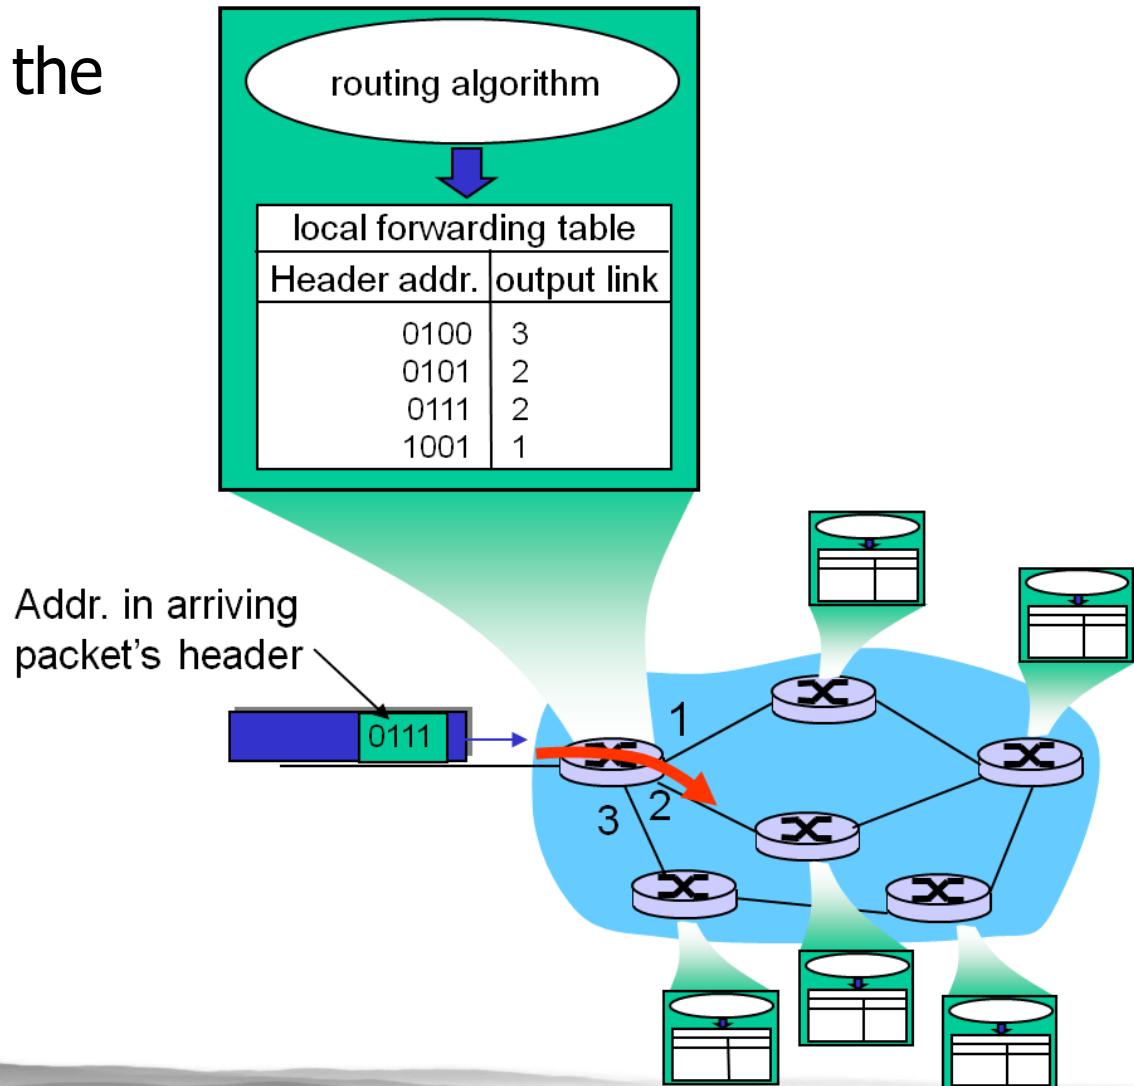 the
routing algorithm
local forwarding table
Header addr. output link
0100 3
0101 2
0111 2
1001 1
Addr. in arriving
packet’s header
0111
1
2
3